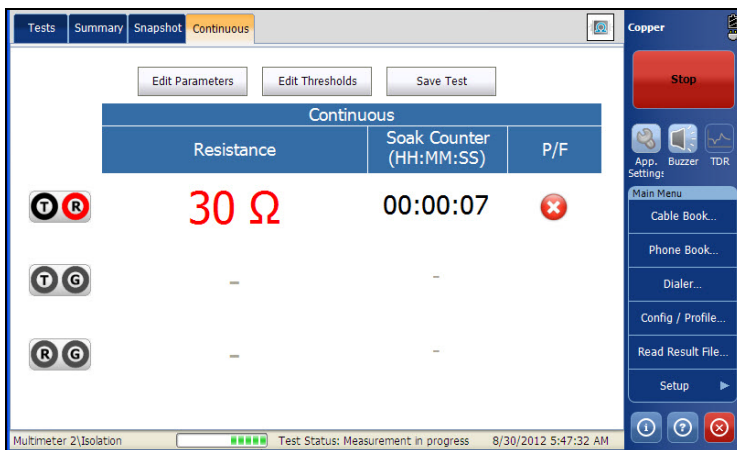 Tests Summary Snapshot Continuous
Edit Parameters Edit Thresholds Save Test
Continuous
Resistance Soak Counter (HH:MM:SS) P/F
T R 30 Ω 00:00:07
T G – –
R G – –
Multimeter 2\Isolation Test Status: Measurement in progress 8/30/2012 5:47:32 AM
Copper
Stop
App. Settings Buzzer TDR
Main Menu
Cable Book...
Phone Book...
Dialer...
Config / Profile...
Read Result File...
Setup